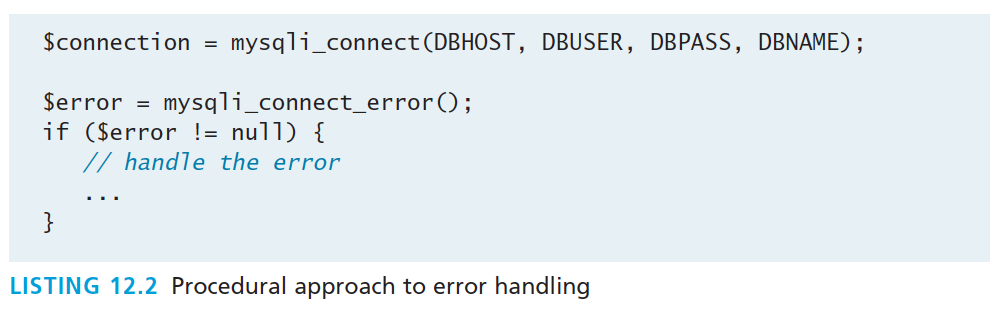 $connection = mysqli_connect(DBHOST, DBUSER, DBPASS, DBNAME);
$error = mysqli_connect_error();
if ($error != null) {
// handle the error
...
}
LISTING 12.2 Procedural approach to error handling